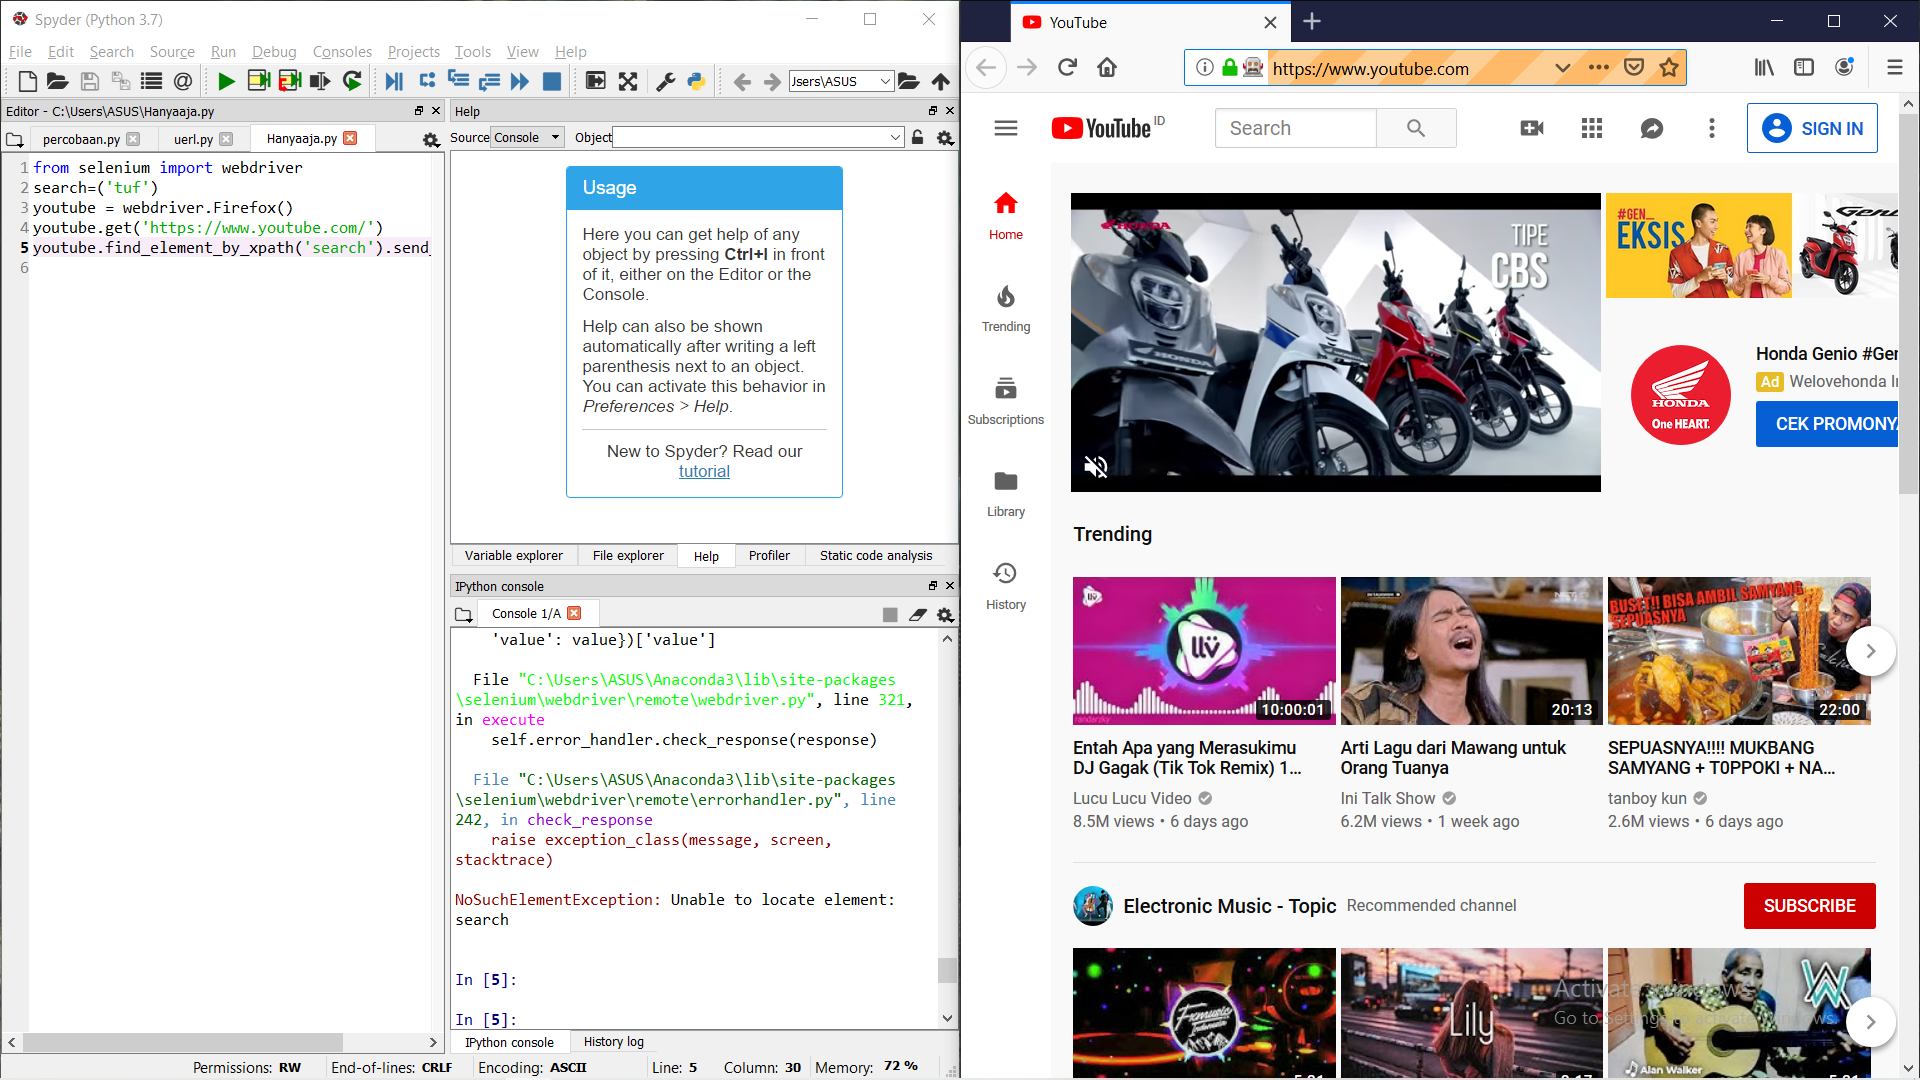 Spyder (Python 3.7)
File Edit Search Source Run Debug Consoles Projects Tools View Help
Jsers\ASUS
Editor - C:\Users\ASUS\Hanyaaja.py
percobaan.py
uerl.py
Hanyaaja.py
1 from selenium import webdriver
2 search=('tuf')
3 youtube = webdriver.Firefox()
4 youtube.get('https://www.youtube.com/')
5 youtube.find_element_by_xpath('search').send_
6
Help
Source Console Object
Usage
Here you can get help of any
object by pressing Ctrl+I in front
of it, either on the Editor or the
Console.
Help can also be shown
automatically after writing a left
parenthesis next to an object.
You can activate this behavior in
Preferences > Help.
New to Spyder? Read our
tutorial
Variable explorer File explorer Help Profiler Static code analysis
IPython console
Console 1/A
'value': value})['value']
File "C:\Users\ASUS\Anaconda3\lib\site-packages
\selenium\webdriver\remote\webdriver.py", line 321,
in execute
self.error_handler.check_response(response)
File "C:\Users\ASUS\Anaconda3\lib\site-packages
\selenium\webdriver\remote\errorhandler.py", line
242, in check_response
raise exception_class(message, screen,
stacktrace)
NoSuchElementException: Unable to locate element:
search
In [5]:
In [5]:
IPython console History log
Permissions: RW End-of-lines: CRLF Encoding: ASCII Line: 5 Column: 30 Memory: 72 %
YouTube
https://www.youtube.com
YouTube ID
Search
SIGN IN
Home
Trending
Subscriptions
Library
History
HONDA
TIPE
CBS
#GEN_
EKSIS
Genio
HONDA
One HEART.
Honda Genio #Ger
Ad Welovehonda In
CEK PROMONYA
Trending
llv
randarzky
10:00:01
20:13
BUSET!! BISA AMBIL SAMYANG
SEPUASNYA
22:00
Entah Apa yang Merasukimu
DJ Gagak (Tik Tok Remix) 1...
Lucu Lucu Video
8.5M views • 6 days ago
Arti Lagu dari Mawang untuk
Orang Tuanya
Ini Talk Show
6.2M views • 1 week ago
SEPUASNYA!!!! MUKBANG
SAMYANG + T0PPOKI + NA...
tanboy kun
2.6M views • 6 days ago
Electronic Music - Topic Recommended channel
SUBSCRIBE
Fxmusic
Lily
Alan Walker
Activate Windows
Go to Settings to activate Windows.